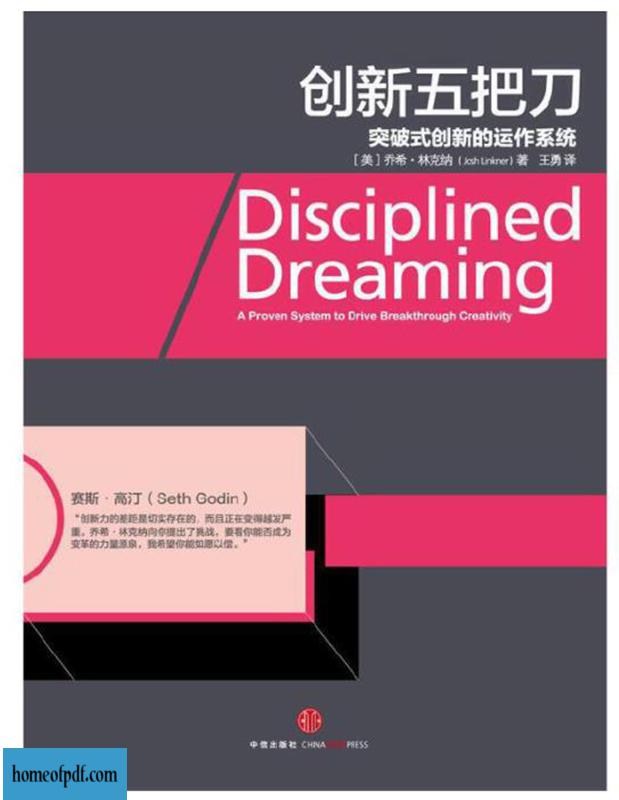 创新五把刀
突破式创新的运作系统
[美]乔希·林克纳（Josh Linkner）著 王勇 译
Disciplined
Dreaming
A Proven System to Drive Breakthrough Creativity
赛斯·高汀（Seth Godin）
“创新力的差距是切实存在的，而且正在变得越发严
重。乔希·林克纳向你提出了挑战，要看你能否成为
变革的力量源泉，我希望你能如愿以偿。”
中信出版社 CHINA CITIC PRESS
homeofpdf.com